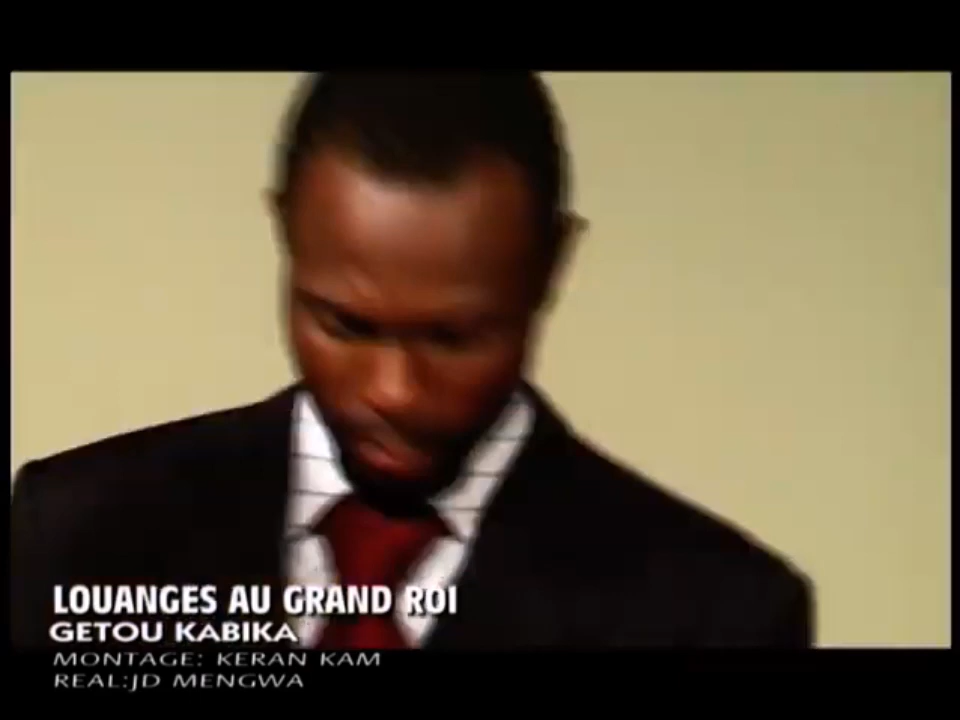 LOUANGES AU GRAND ROI
GETOU KABIKA
MONTAGE: KERAN KAM
REAL:JD MENGWA